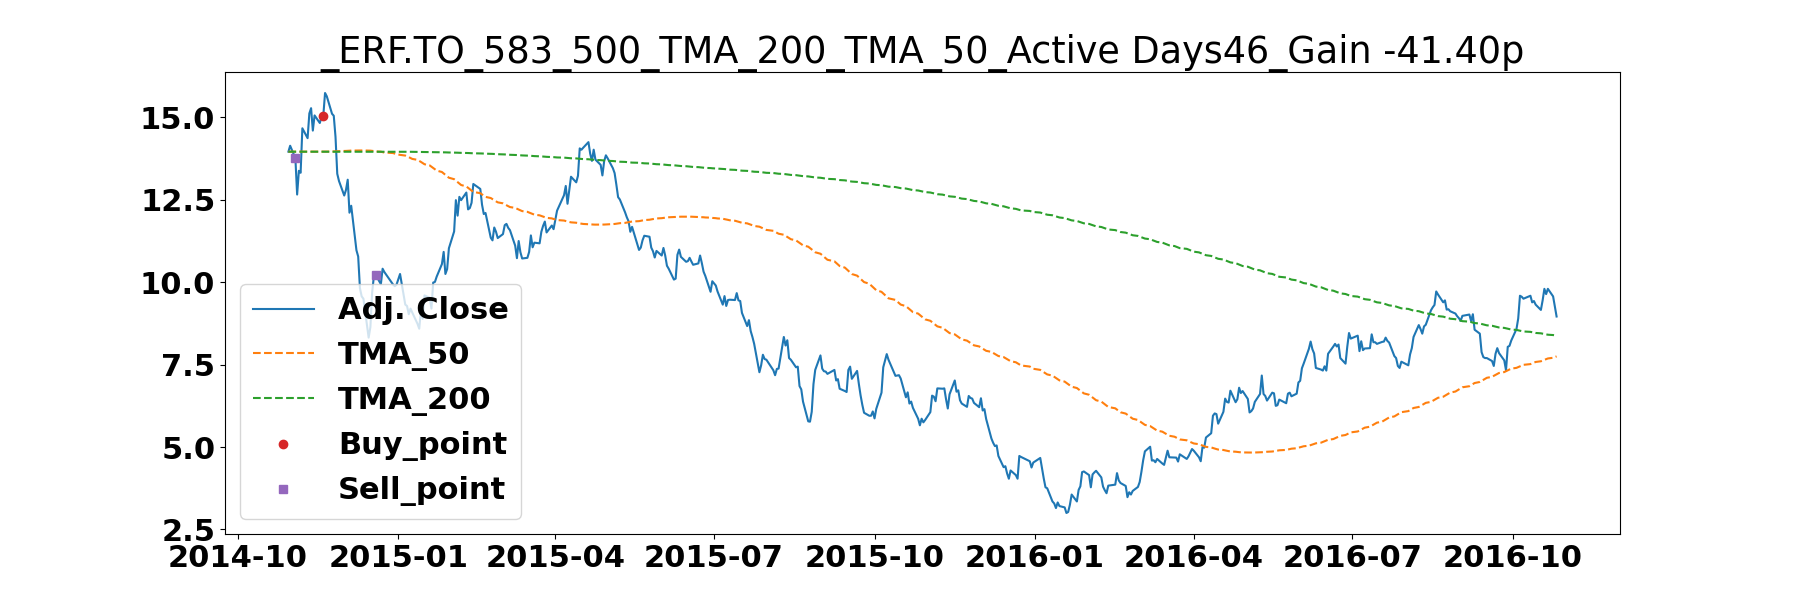 _ERF.TO_583_500_TMA_200_TMA_50_Active Days46_Gain -41.40p
15.0
12.5
10.0
7.5
5.0
2.5
Adj. Close
TMA_50
TMA_200
Buy_point
Sell_point
2014-10 2015-01 2015-04 2015-07 2015-10 2016-01 2016-04 2016-07 2016-10